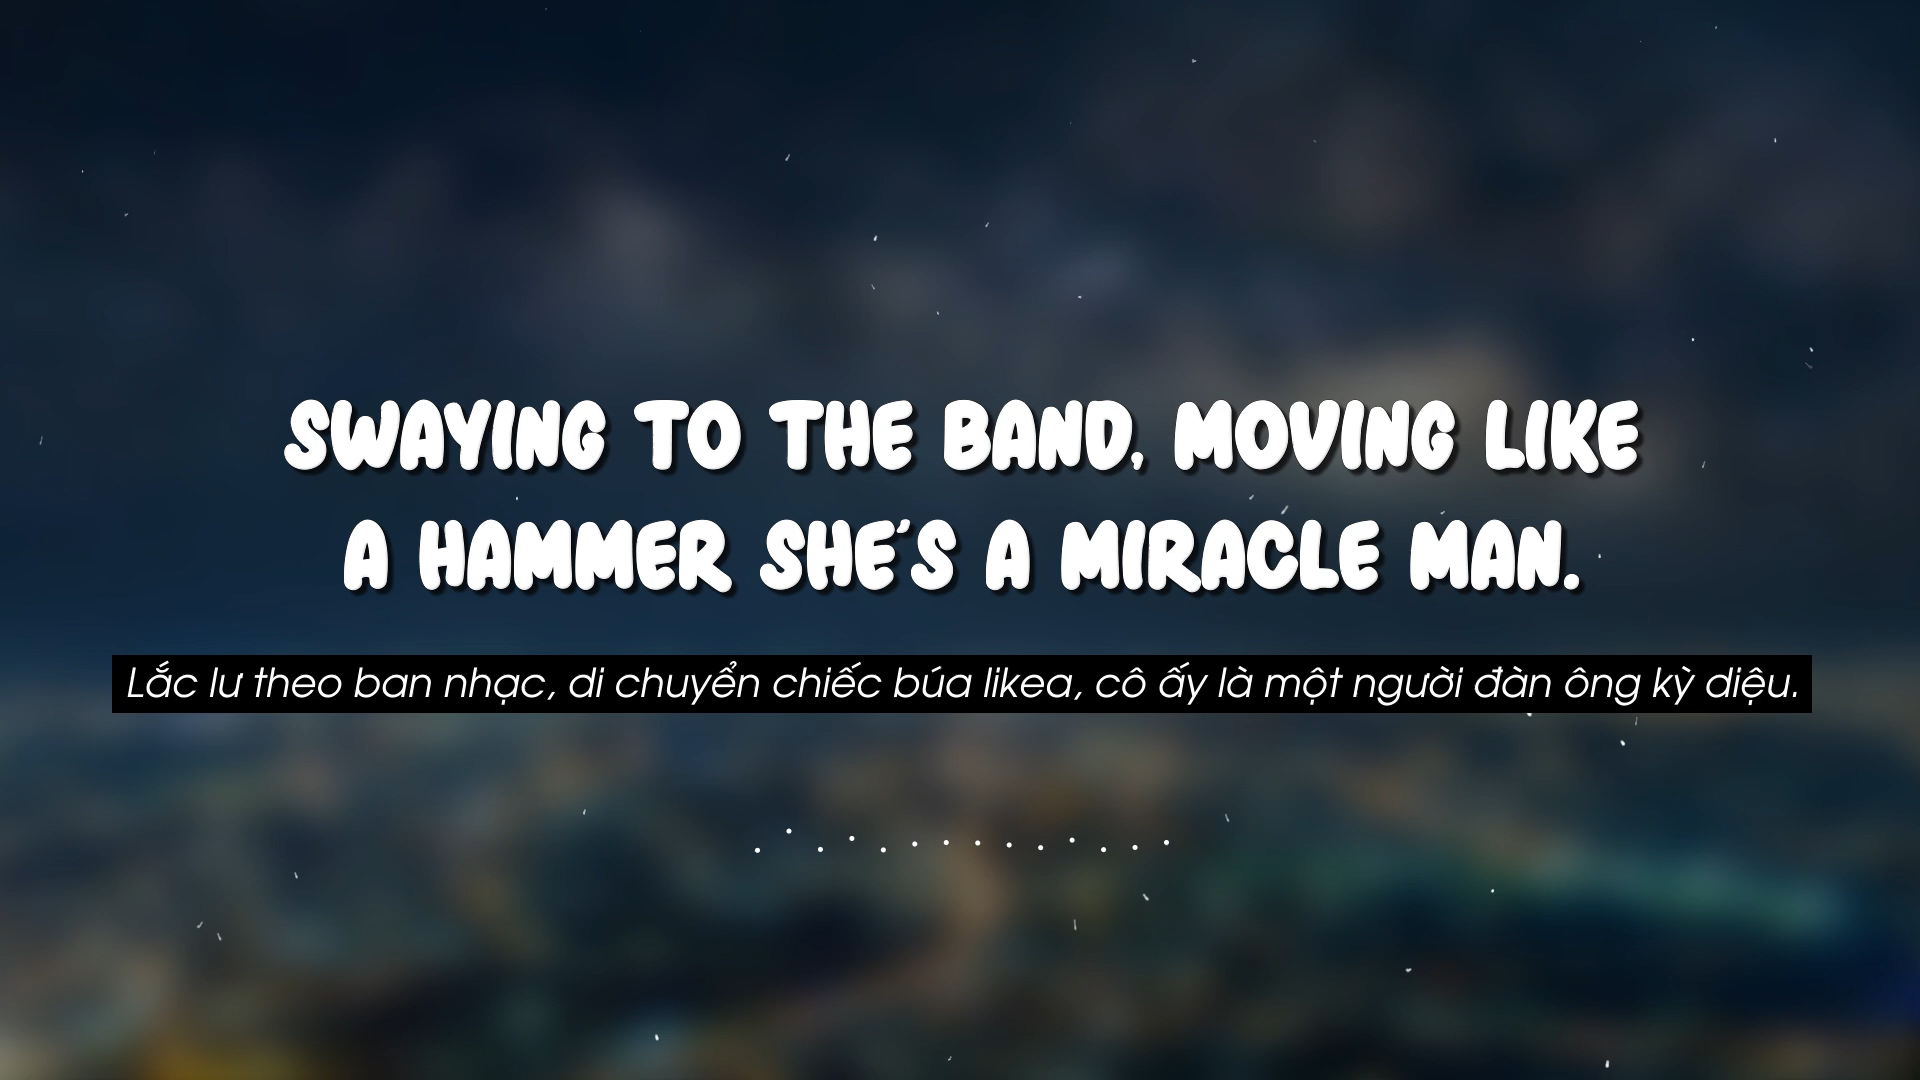 SWAYING TO THE BAND, MOVING LIKE
A HAMMER SHE'S A MIRACLE MAN.
Lắc lư theo ban nhạc, di chuyển chiếc búa likea, cô ấy là một người đàn ông kỳ diệu.